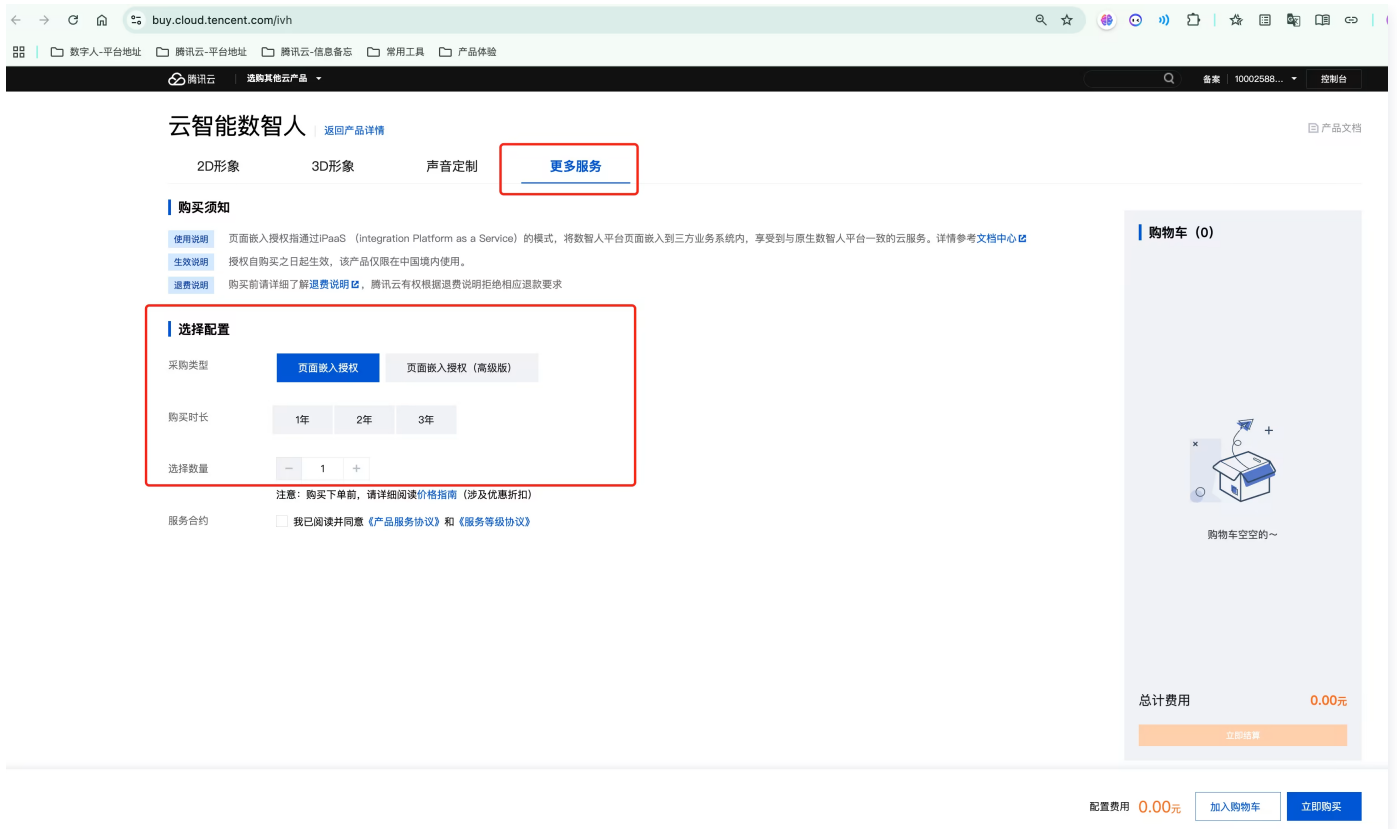 buy.cloud.tencent.com/ivh
数字人-平台地址 腾讯云-平台地址 腾讯云-信息备忘 常用工具 产品体验
腾讯云 选购其他云产品 备案 10002588... 控制台
云智能数智人 返回产品详情 产品文档
2D形象 3D形象 声音定制 更多服务
购买须知
使用说明 页面嵌入授权指通过iPaaS （integration Platform as a Service）的模式，将数智人平台页面嵌入到三方业务系统内，享受到与原生数智人平台一致的云服务。详情参考文档中心
生效说明 授权自购买之日起生效，该产品仅限在中国境内使用。
退费说明 购买前请详细了解退费说明，腾讯云有权根据退费说明拒绝相应退款要求
选择配置
采购类型 页面嵌入授权 页面嵌入授权（高级版）
购买时长 1年 2年 3年
选择数量 － 1 +
注意：购买下单前，请详细阅读价格指南（涉及优惠折扣）
服务合约 我已阅读并同意《产品服务协议》和《服务等级协议》
购物车（0）
购物车空空的～
总计费用 0.00元
立即结算
配置费用 0.00元 加入购物车 立即购买